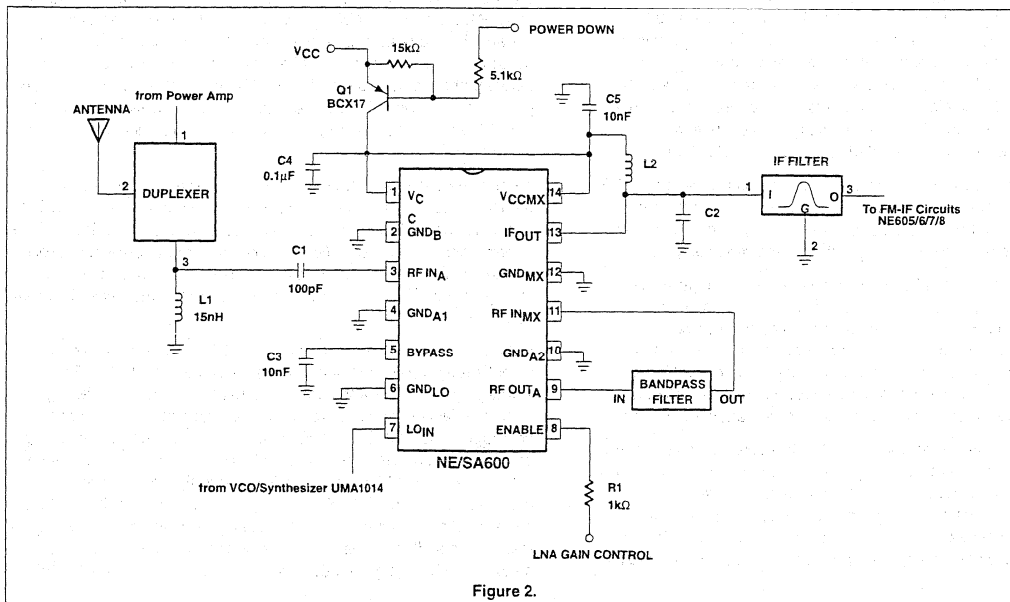 POWER DOWN
VCC
15kΩ
5.1kΩ
Q1
BCX17
from Power Amp
ANTENNA
1
2
DUPLEXER
3
C5
10nF
L2
C4
0.1µF
C2
IF FILTER
1
I
G
O
3
2
To FM-IF Circuits
NE605/6/7/8
C1
100pF
L1
15nH
C3
10nF
1 VC
C
2 GNDB
3 RF INA
4 GNDA1
5 BYPASS
6 GNDLO
7 LOIN
VCCMX 14
IFOUT 13
GNDMX 12
RF INMX 11
GNDA2 10
RF OUTA 9
ENABLE 8
NE/SA600
IN
BANDPASS
FILTER
OUT
from VCO/Synthesizer UMA1014
R1
1kΩ
LNA GAIN CONTROL
Figure 2.